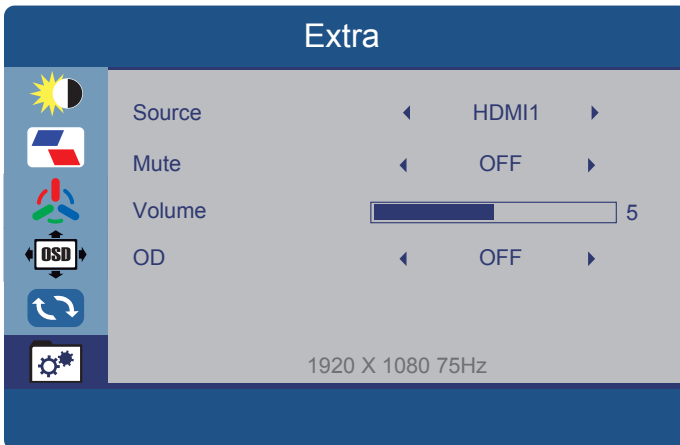 Extra
Source HDMI1
Mute OFF
Volume 5
OSD
OD OFF
1920 X 1080 75Hz